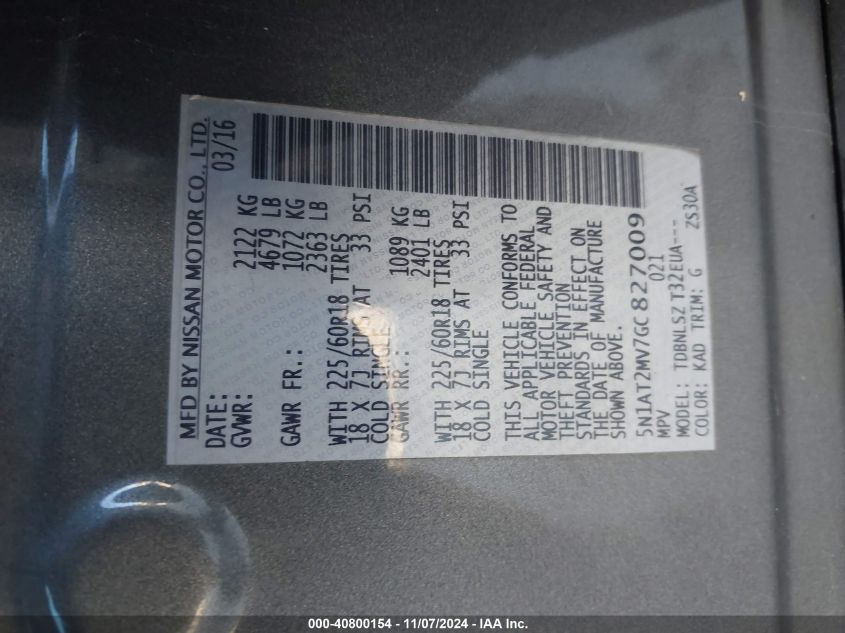 MFD BY NISSAN MOTOR CO., LTD.
DATE: 03/16
GVWR: 2122 KG
4679 LB
GAWR FR.: 1072 KG
2363 LB
WITH 225/60R18 TIRES
18 X 7J RIMS AT 33 PSI
COLD SINGLE
GAWR RR.: 1089 KG
2401 LB
WITH 225/60R18 TIRES
18 X 7J RIMS AT 33 PSI
COLD SINGLE
THIS VEHICLE CONFORMS TO
ALL APPLICABLE FEDERAL
MOTOR VEHICLE SAFETY AND
THEFT PREVENTION
STANDARDS IN EFFECT ON
THE DATE OF MANUFACTURE
SHOWN ABOVE.
5N1AT2MV7GC827009
MPV 021
MODEL: TDBNLSZ T32EUA---
COLOR: KAD TRIM: G ZS30A
000-40800154 - 11/07/2024 - IAA Inc.